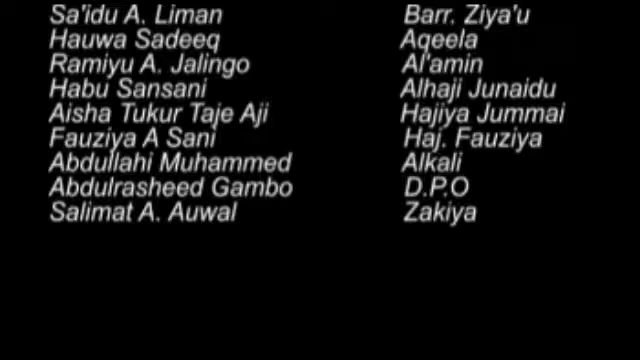 Sa'idu A. Liman Barr. Ziya'u
Hauwa Sadeeq Aqeela
Ramiyu A. Jalingo Al'amin
Habu Sansani Alhaji Junaidu
Aisha Tukur Taje Aji Hajiya Jummai
Fauziya A Sani Haj. Fauziya
Abdullahi Muhammed Alkali
Abdulrasheed Gambo D.P.O
Salimat A. Auwal Zakiya